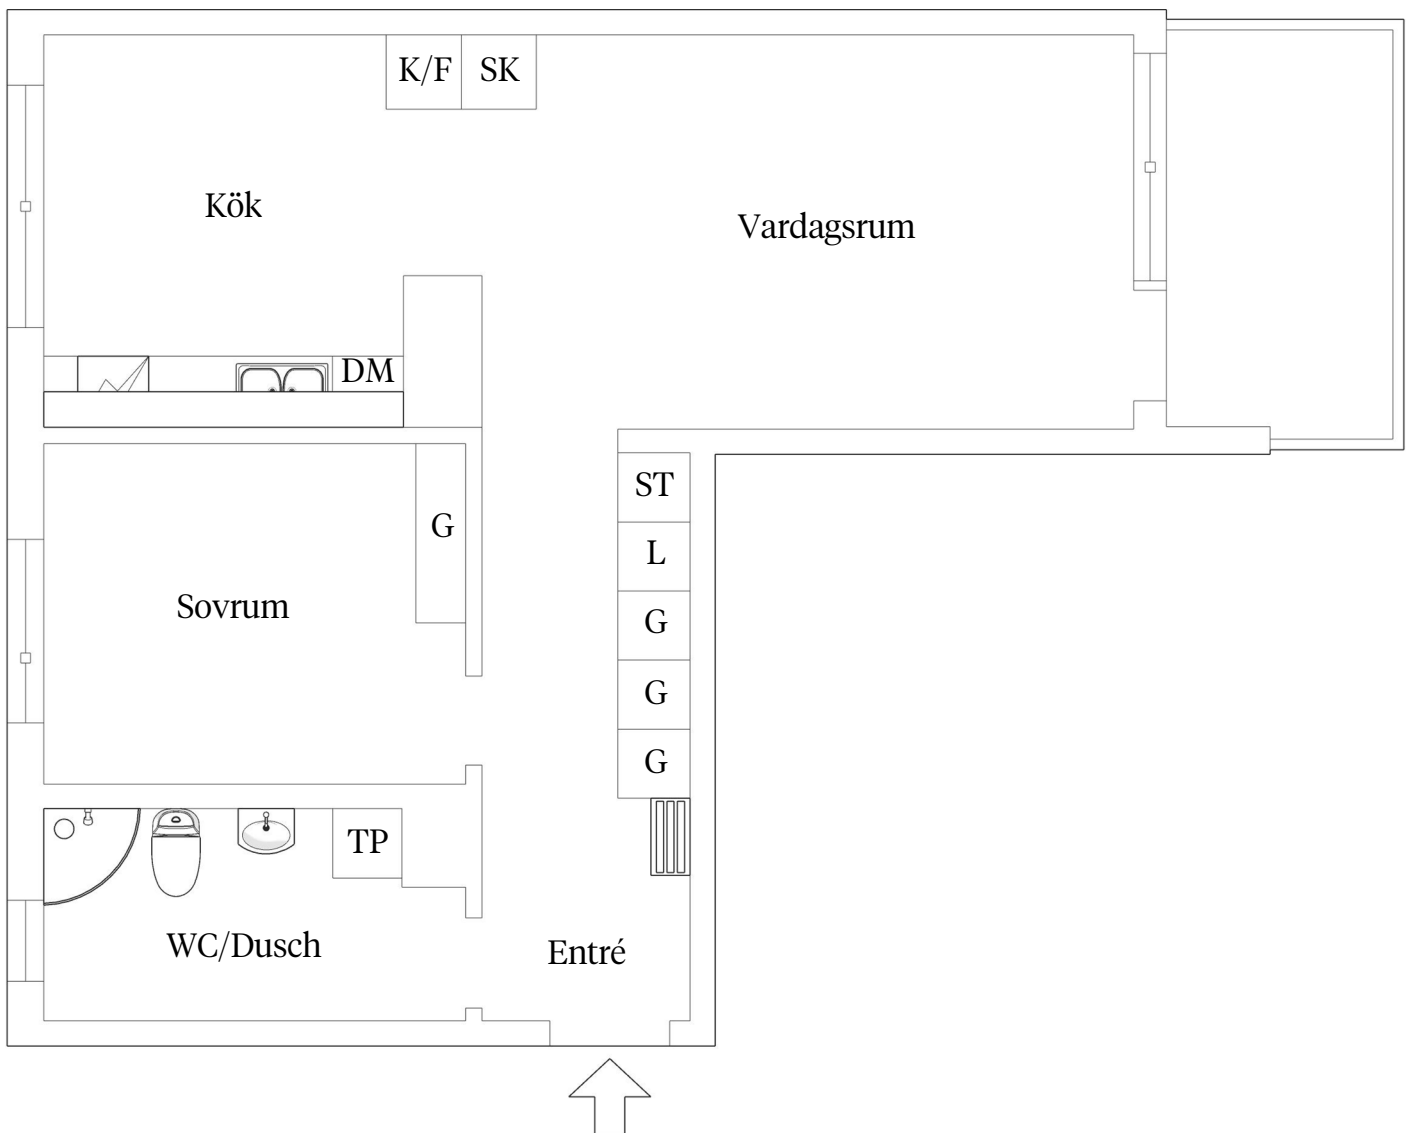 K/F SK
Kök
Vardagsrum
DM
ST
G
L
Sovrum
G
G
G
TP
WC/Dusch
Entré